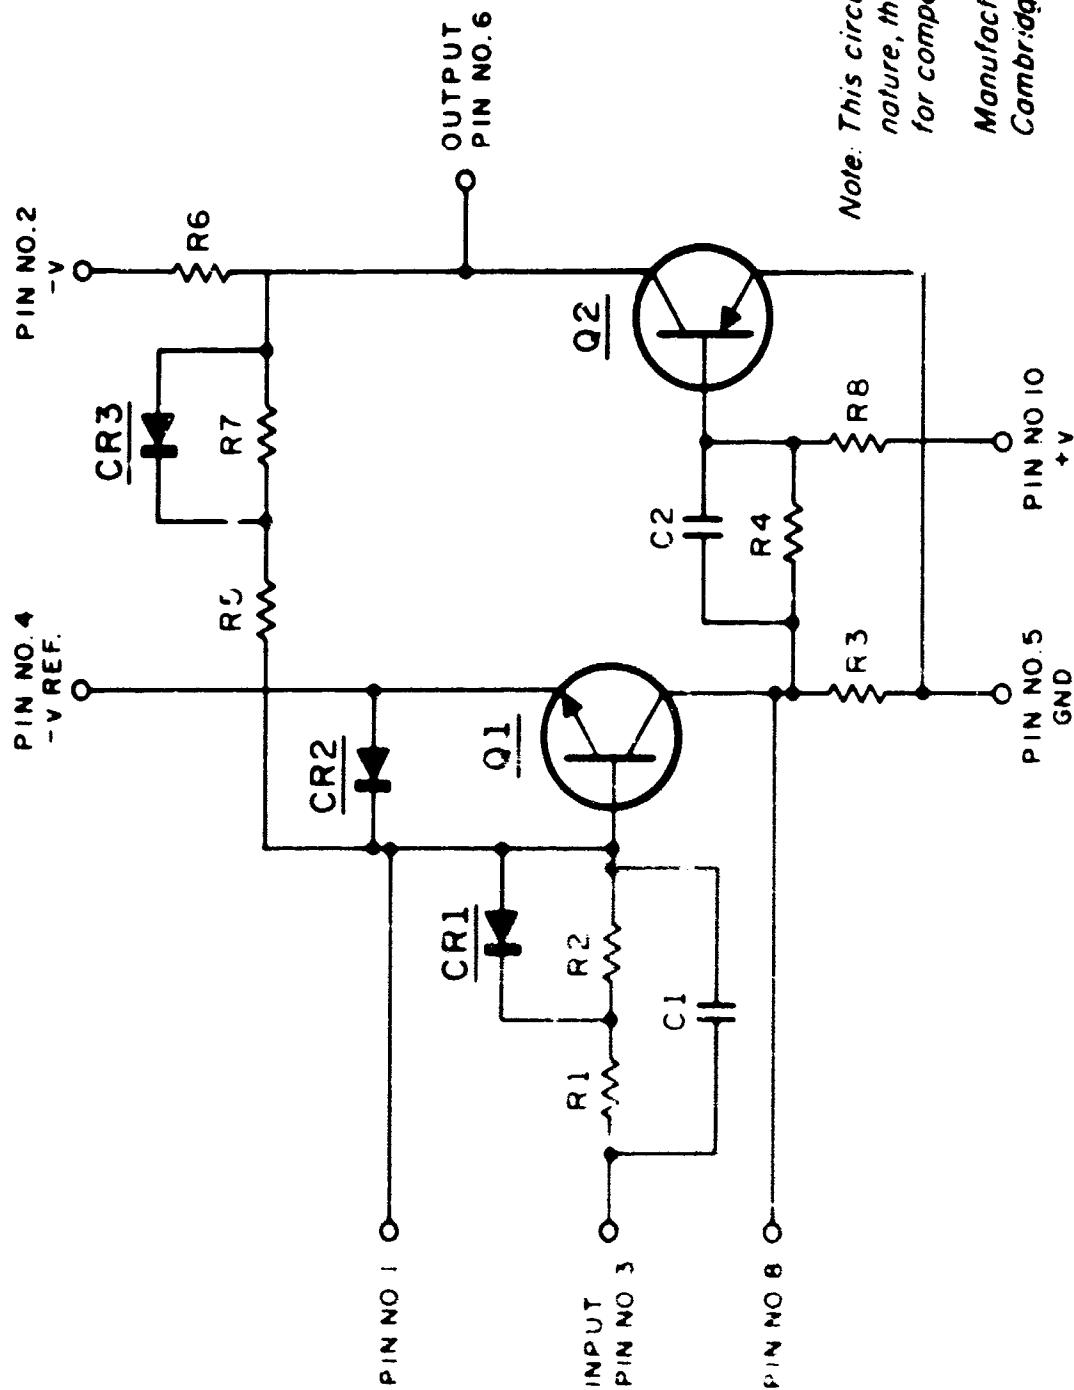 PIN NO.4
-V REF.
PIN NO.2
-V
CR3
R5
R7
R6
CR2
PIN NO 1
OUTPUT
PIN NO.6
CR1
Q1
Q2
INPUT
PIN NO 3
R1
R2
C1
C2
R4
PIN NO 8
R3
R8
PIN NO.5
GND
PIN NO 10
+V
Note: This circ
nature, th
for comp
Manufact
Cambridg